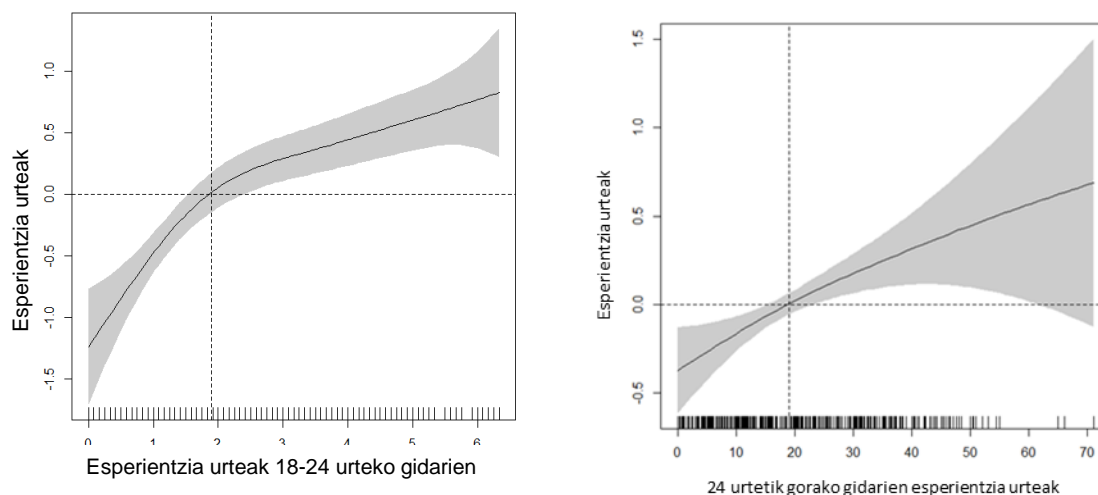 1.0
0.5
0.0
-0.5
-1.0
-1.5
Esperientzia urteak
0 1 2 3 4 5 6
Esperientzia urteak 18-24 urteko gidarien
1.5
1.0
0.5
0.0
-0.5
Esperientzia urteak
0 10 20 30 40 50 60 70
24 urtetik gorako gidarien esperientzia urteak